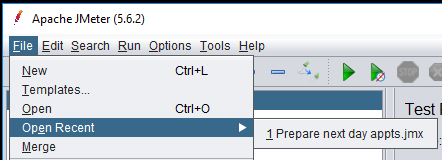 Apache JMeter (5.6.2)
File Edit Search Run Options Tools Help
New Ctrl+L
Templates...
Open Ctrl+O
Open Recent
1 Prepare next day appts.jmx
Merge
Test
STOP